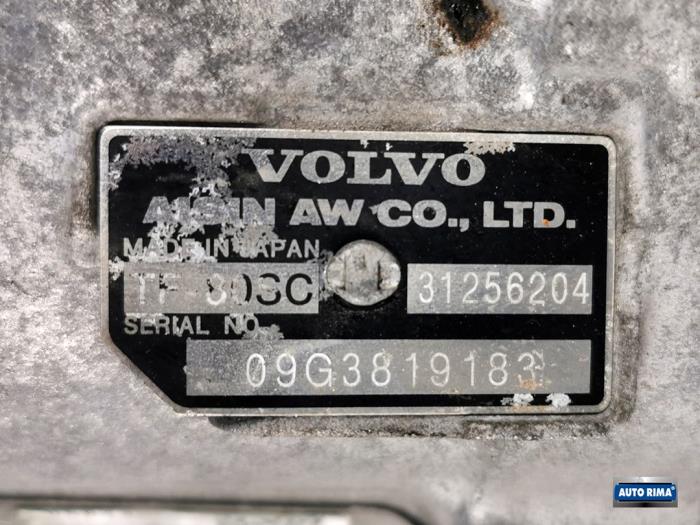 VOLVO
AISIN AW CO., LTD.
MADE IN JAPAN
TF-80SC 31256204
SERIAL NO.
09G3819183
AUTO RIMA